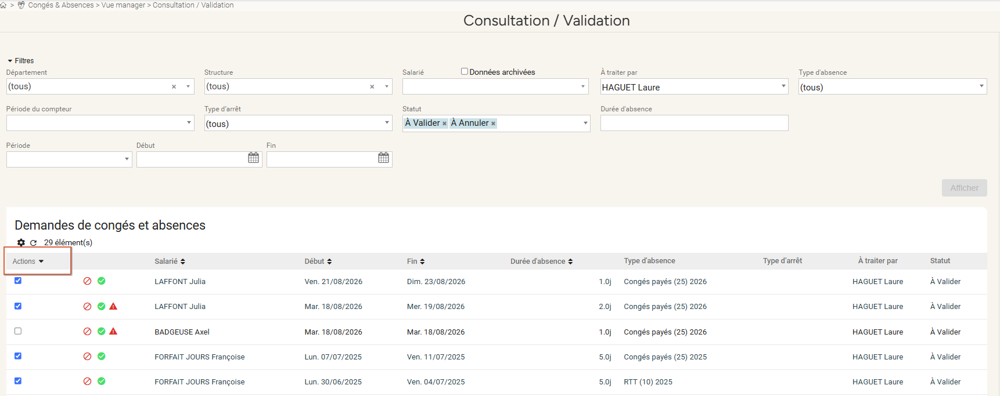 > Congés & Absences > Vue manager > Consultation / Validation
Consultation / Validation
Filtres
Département Structure Salarié Données archivées À traiter par Type d'absence
(tous) × (tous) × HAGUET Laure (tous)
Période du compteur Type d'arrêt Statut Durée d'absence
(tous) À Valider × À Annuler ×
Période Début Fin
Afficher
Demandes de congés et absences
29 élément(s)
Actions Salarié Début Fin Durée d'absence Type d'absence Type d'arrêt À traiter par Statut
LAFFONT Julia Ven. 21/08/2026 Dim. 23/08/2026 1.0j Congés payés (25) 2026 HAGUET Laure À Valider
LAFFONT Julia Mar. 18/08/2026 Mer. 19/08/2026 2.0j Congés payés (25) 2026 HAGUET Laure À Valider
BADGEUSE Axel Mar. 18/08/2026 Mar. 18/08/2026 1.0j Congés payés (25) 2026 HAGUET Laure À Valider
FORFAIT JOURS Françoise Lun. 07/07/2025 Ven. 11/07/2025 5.0j Congés payés (25) 2025 HAGUET Laure À Valider
FORFAIT JOURS Françoise Lun. 30/06/2025 Ven. 04/07/2025 5.0j RTT (10) 2025 HAGUET Laure À Valider